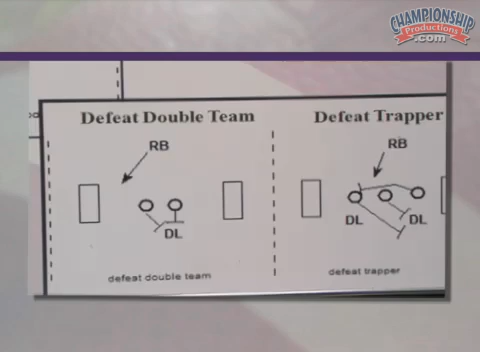 CHAMPIONSHIP
Productions
.com
Defeat Double Team
RB
DL
defeat double team
Defeat Trapper
RB
DL
DL
defeat trapper